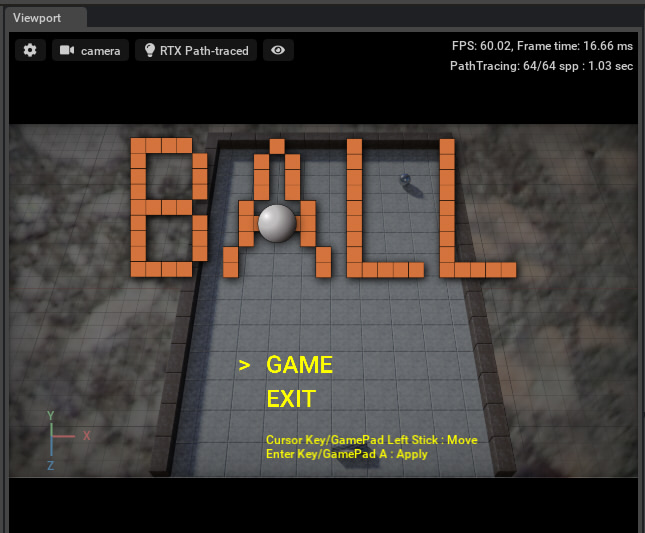 Viewport
camera
RTX Path-traced
FPS: 60.02, Frame time: 16.66 ms
PathTracing: 64/64 spp : 1.03 sec
BALL
> GAME
EXIT
Cursor Key/GamePad Left Stick : Move
Enter Key/GamePad A : Apply
Y
X
Z